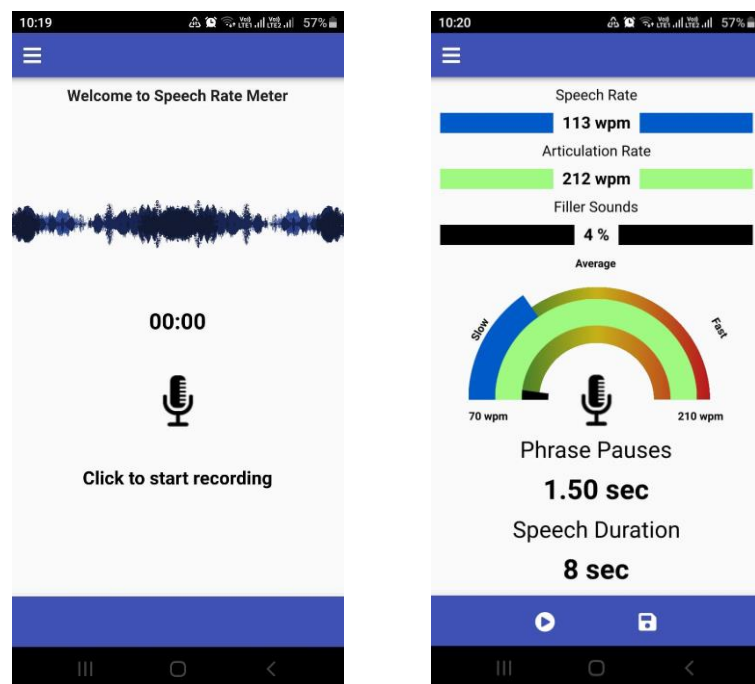 10:19
57%
Welcome to Speech Rate Meter
00:00
Click to start recording
10:20
57%
Speech Rate
113 wpm
Articulation Rate
212 wpm
Filler Sounds
4 %
Average
Slow
Fast
70 wpm
210 wpm
Phrase Pauses
1.50 sec
Speech Duration
8 sec